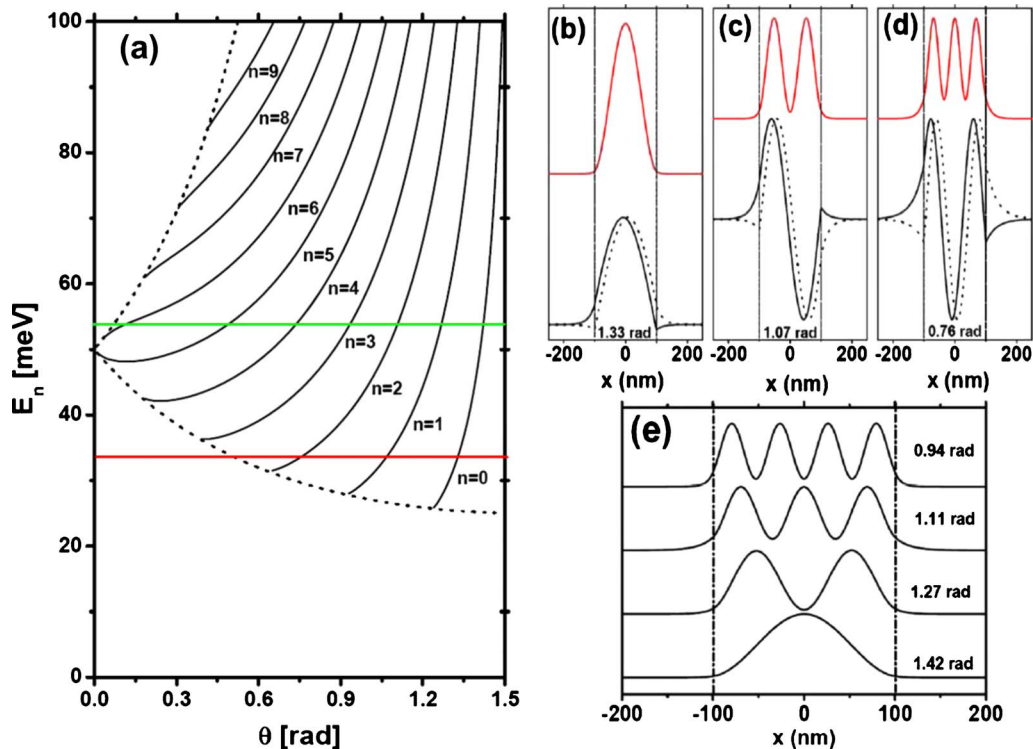 (a)
n=9
n=8
n=7
n=6
n=5
n=4
n=3
n=2
n=1
n=0
100
80
60
40
20
0
E_n [meV]
0.0 0.3 0.6 0.9 1.2 1.5
θ [rad]
(b) (c) (d)
1.33 rad 1.07 rad 0.76 rad
-200 0 200 -200 0 200 -200 0 200
x (nm) x (nm) x (nm)
(e)
0.94 rad
1.11 rad
1.27 rad
1.42 rad
-200 -100 0 100 200
x (nm)